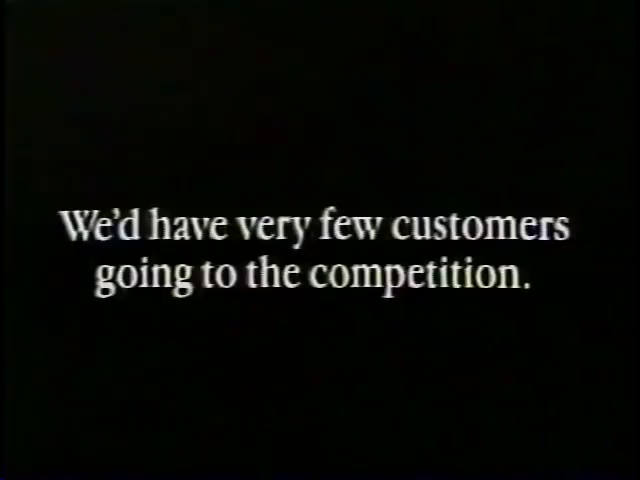 We'd have very few customers
going to the competition.